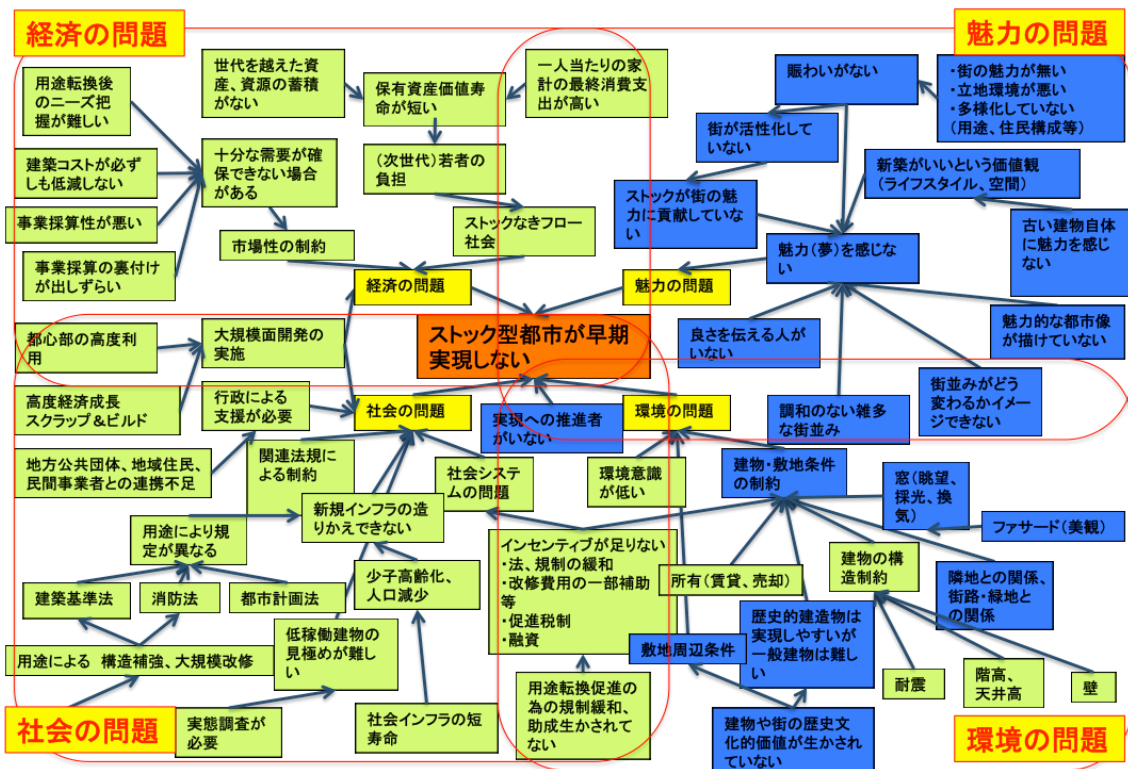 経済の問題
魅力の問題
世代を越えた資
産、資源の蓄積
がない
一人当たりの家
計の最終消費支
出が高い
用途転換後
のニーズ把
握が難しい
保有資産価値寿
命が短い
賑わいがない
・街の魅力が無い
・立地環境が悪い
・多様化していない
(用途、住民構成等)
街が活性化して
いない
建築コストが必ず
しも低減しない
十分な需要が確
保できない場合
がある
(次世代)若者の
負担
新築がいいという価値観
(ライフスタイル、空間)
ストックが街の魅
力に貢献していな
い
事業採算性が悪い
市場性の制約
ストックなきフロー
社会
魅力(夢)を感じな
い
古い建物自体
に魅力を感じ
ない
事業採算の裏付け
が出しずらい
経済の問題
魅力の問題
都心部の高度利
用
大規模面開発の
実施
ストック型都市が早期
実現しない
良さを伝える人が
いない
魅力的な都市像
が描けていない
高度経済成長
スクラップ&ビルド
行政による
支援が必要
社会の問題
実現への推進者
がいない
環境の問題
調和のない雑多
な街並み
街並みがどう
変わるかイメー
ジできない
地方公共団体、地域住民、
民間事業者との連携不足
関連法規に
よる制約
社会システ
ムの問題
環境意識
が低い
建物・敷地条件
の制約
窓(眺望、
採光、換
気)
新規インフラの造
りかえできない
ファサード(美観)
用途により規
定が異なる
インセンティブが足りない
・法、規制の緩和
・改修費用の一部補助
等
・促進税制
・融資
所有(賃貸、売却)
建物の構
造制約
隣地との関係、
街路・緑地と
の関係
建築基準法
消防法
都市計画法
少子高齢化、
人口減少
歴史的建造物は
実現しやすいが
一般建物は難し
い
低稼働建物の
見極めが難し
い
敷地周辺条件
用途による 構造補強、大規模改修
耐震
階高、
天井高
壁
用途転換促進の
為の規制緩和、
助成生かされて
ない
社会の問題
実態調査が
必要
社会インフラの短
寿命
建物や街の歴史文
化的価値が生かされ
ていない
環境の問題